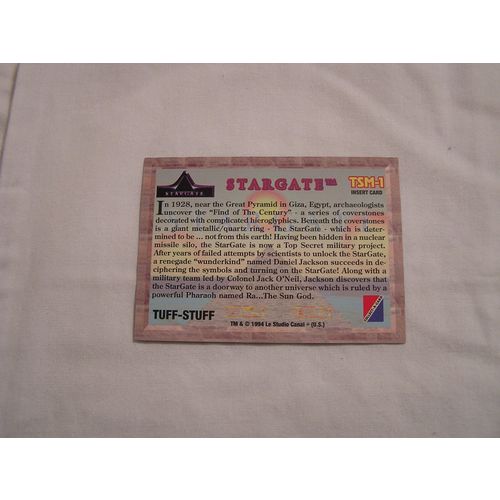 STARGATE
STARGATE™
TSM-1
INSERT CARD
In 1928, near the Great Pyramid in Giza, Egypt, archaeologists
uncover the "Find of The Century" - a series of coverstones
decorated with complicated hieroglyphics. Beneath the coverstones
is a giant metallic/quartz ring - The StarGate - which is deter-
mined to be ... not from this earth! Having been hidden in a nuclear
missile silo, the StarGate is now a Top Secret military project.
After years of failed attempts by scientists to unlock the StarGate,
a renegade "wunderkind" named Daniel Jackson succeeds in de-
ciphering the symbols and turning on the StarGate! Along with a
military team led by Colonel Jack O'Neil, Jackson discovers that
the StarGate is a doorway to another universe which is ruled by a
powerful Pharaoh named Ra...The Sun God.
TUFF-STUFF
TM & © 1994 Le Studio Canal + (U.S.)